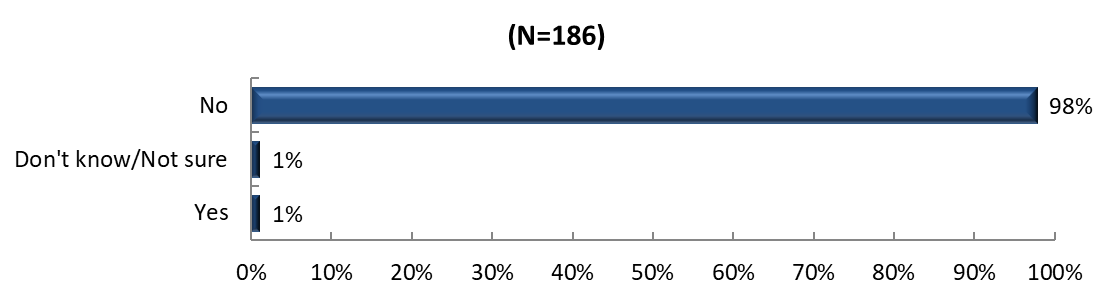 (N=186)
No 98%
Don't know/Not sure 1%
Yes 1%
0% 10% 20% 30% 40% 50% 60% 70% 80% 90% 100%